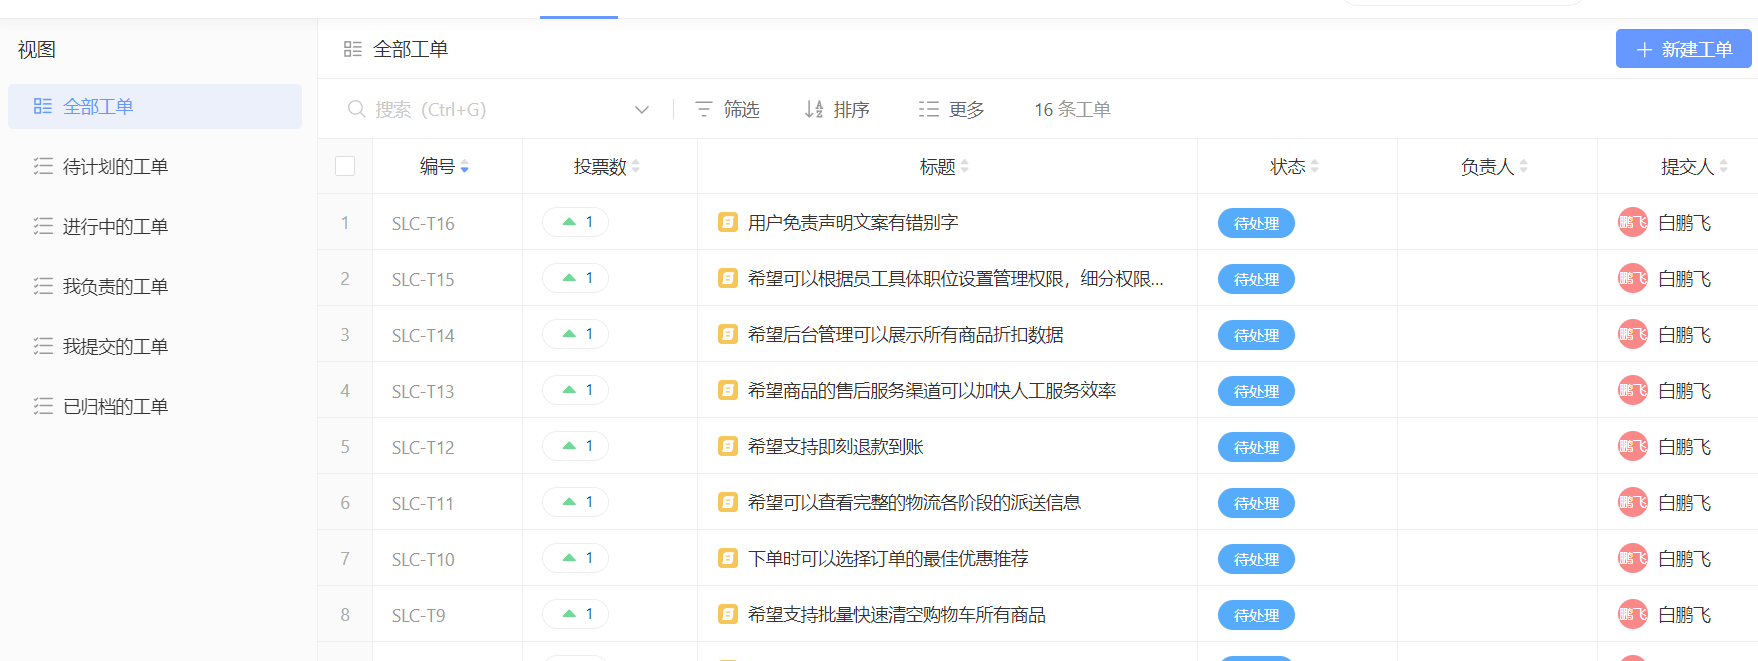 视图
全部工单
新建工单
全部工单
待计划的工单
进行中的工单
我负责的工单
我提交的工单
已归档的工单
搜索 (Ctrl+G)
筛选
排序
更多
16 条工单
编号 投票数 标题 状态 负责人 提交人
1 SLC-T16 1 用户免责声明文案有错别字 待处理 鹏飞 白鹏飞
2 SLC-T15 1 希望可以根据员工具体职位设置管理权限，细分权限... 待处理 鹏飞 白鹏飞
3 SLC-T14 1 希望后台管理可以展示所有商品折扣数据 待处理 鹏飞 白鹏飞
4 SLC-T13 1 希望商品的售后服务渠道可以加快人工服务效率 待处理 鹏飞 白鹏飞
5 SLC-T12 1 希望支持即刻退款到账 待处理 鹏飞 白鹏飞
6 SLC-T11 1 希望可以查看完整的物流各阶段的派送信息 待处理 鹏飞 白鹏飞
7 SLC-T10 1 下单时可以选择订单的最佳优惠推荐 待处理 鹏飞 白鹏飞
8 SLC-T9 1 希望支持批量快速清空购物车所有商品 待处理 鹏飞 白鹏飞